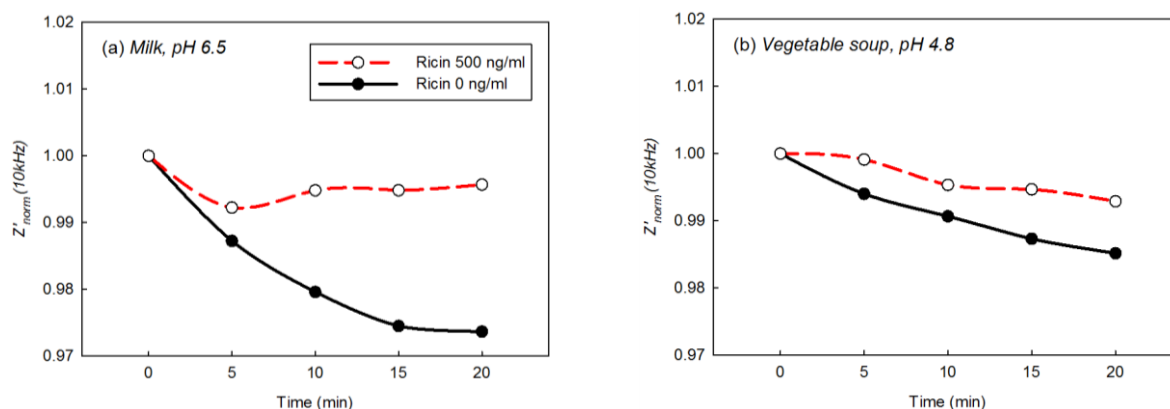 (a) Milk, pH 6.5
Ricin 500 ng/ml
Ricin 0 ng/ml
1.02
1.01
1.00
0.99
0.98
0.97
Z'norm (10kHz)
0
5
10
15
20
Time (min)
(b) Vegetable soup, pH 4.8
1.02
1.01
1.00
0.99
0.98
0.97
Z'norm (10kHz)
0
5
10
15
20
Time (min)